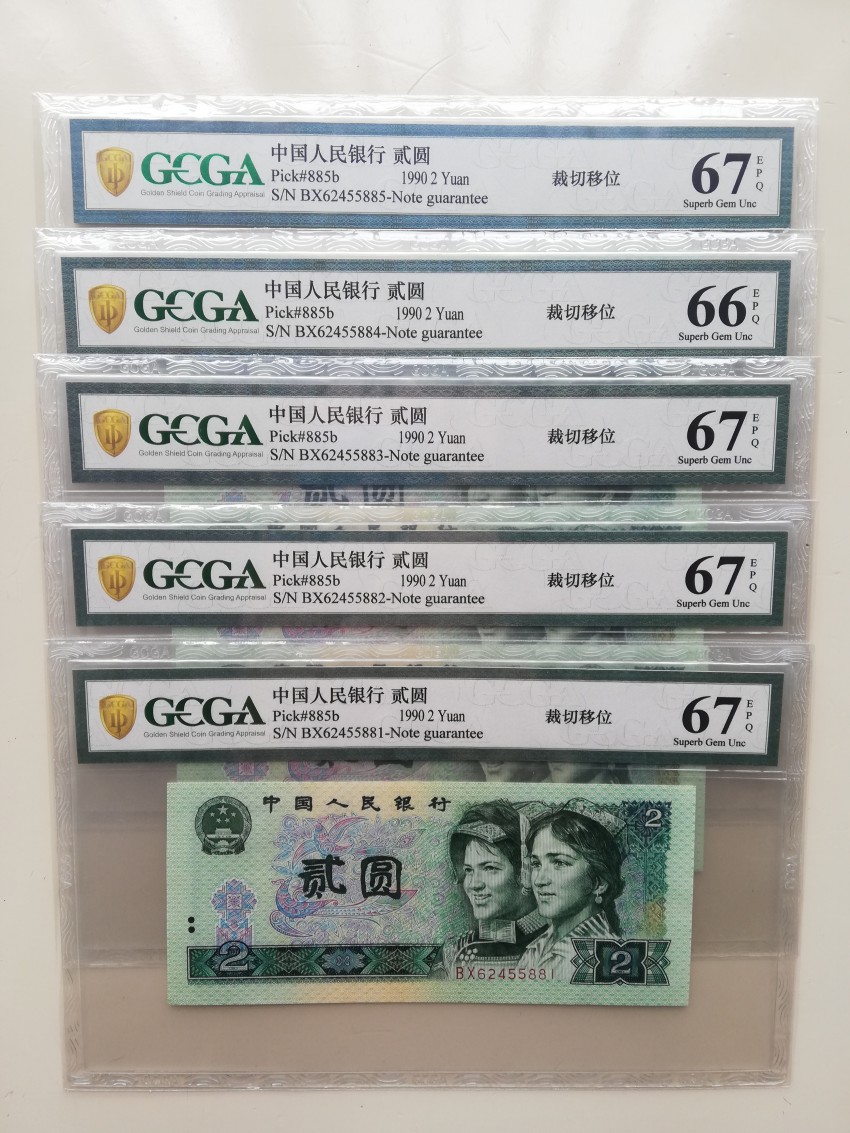 GCGA
Golden Shield Coin Grading Appraisal
中国人民银行 贰圆
Pick#885b 1990 2 Yuan
S/N BX62455885-Note guarantee
裁切移位
67
EPQ
Superb Gem Unc
GCGA
Golden Shield Coin Grading Appraisal
中国人民银行 贰圆
Pick#885b 1990 2 Yuan
S/N BX62455884-Note guarantee
裁切移位
66
EPQ
Superb Gem Unc
GCGA
Golden Shield Coin Grading Appraisal
中国人民银行 贰圆
Pick#885b 1990 2 Yuan
S/N BX62455883-Note guarantee
裁切移位
67
EPQ
Superb Gem Unc
贰圆
GCGA
Golden Shield Coin Grading Appraisal
中国人民银行 贰圆
Pick#885b 1990 2 Yuan
S/N BX62455882-Note guarantee
裁切移位
67
EPQ
Superb Gem Unc
GCGA
Golden Shield Coin Grading Appraisal
中国人民银行 贰圆
Pick#885b 1990 2 Yuan
S/N BX62455881-Note guarantee
裁切移位
67
EPQ
Superb Gem Unc
中国人民银行
2
贰圆
2
BX62455881
2